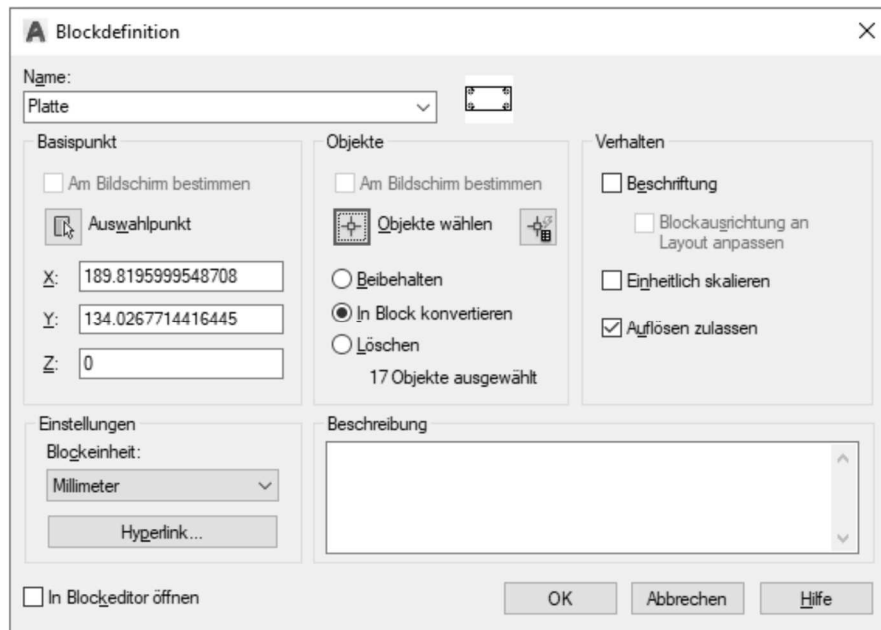 Blockdefinition
Name:
Platte
Basispunkt
Am Bildschirm bestimmen
Auswahlpunkt
X: 189.8195999548708
Y: 134.0267714416445
Z: 0
Objekte
Am Bildschirm bestimmen
Objekte wählen
Beibehalten
In Block konvertieren
Löschen
17 Objekte ausgewählt
Verhalten
Beschriftung
Blockausrichtung an
Layout anpassen
Einheitlich skalieren
Auflösen zulassen
Einstellungen
Blockeinheit:
Millimeter
Hyperlink...
Beschreibung
In Blockeditor öffnen
OK
Abbrechen
Hilfe